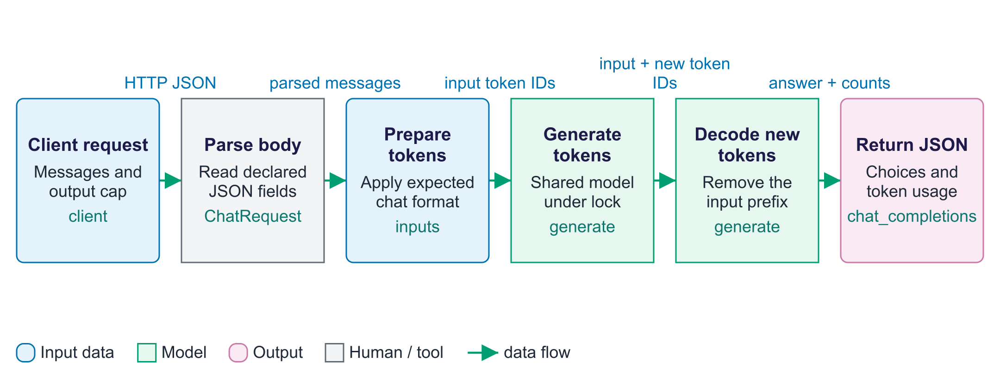 HTTP JSON
parsed messages
input token IDs
input + new token
IDs
answer + counts
Client request
Messages and
output cap
client
Parse body
Read declared
JSON fields
ChatRequest
Prepare
tokens
Apply expected
chat format
inputs
Generate
tokens
Shared model
under lock
generate
Decode new
tokens
Remove the
input prefix
generate
Return JSON
Choices and
token usage
chat_completions
Input data
Model
Output
Human / tool
data flow